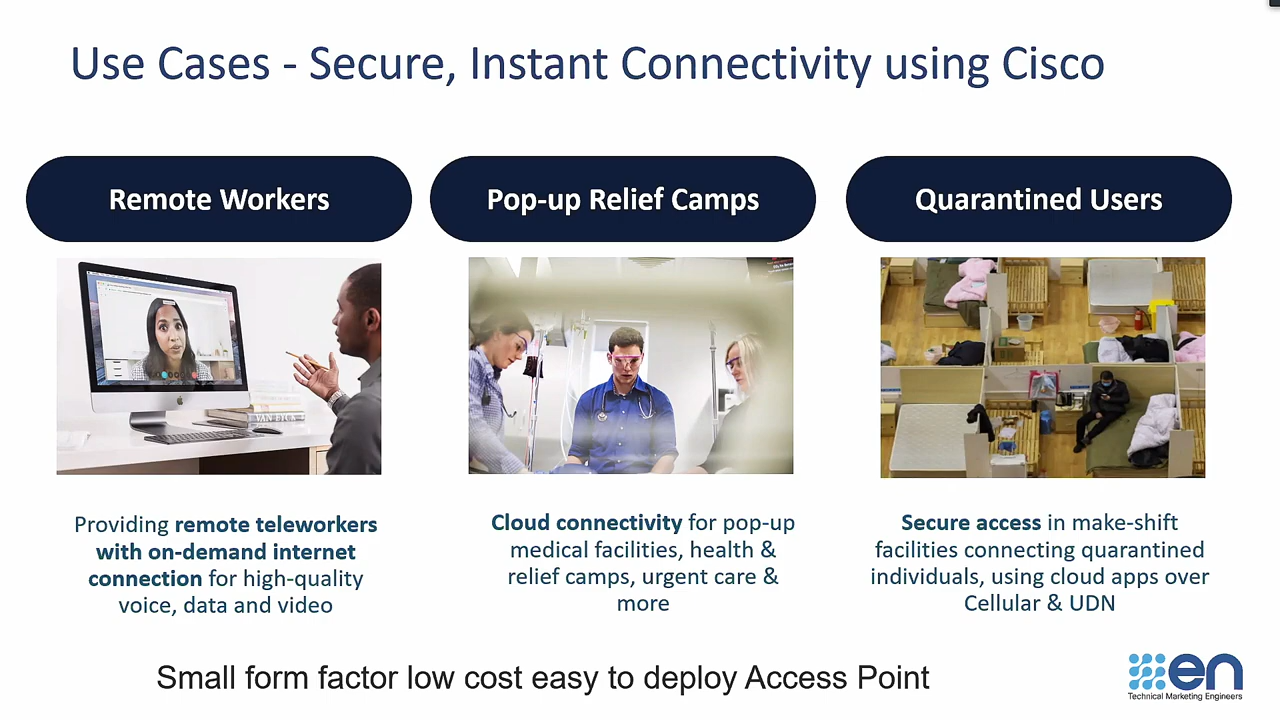 Use Cases - Secure, Instant Connectivity using Cisco
Remote Workers
Pop-up Relief Camps
Quarantined Users
VAN EYCK
Providing remote teleworkers
with on-demand internet
connection for high-quality
voice, data and video
Cloud connectivity for pop-up
medical facilities, health &
relief camps, urgent care &
more
Secure access in make-shift
facilities connecting quarantined
individuals, using cloud apps over
Cellular & UDN
Small form factor low cost easy to deploy Access Point
en
Technical Marketing Engineers